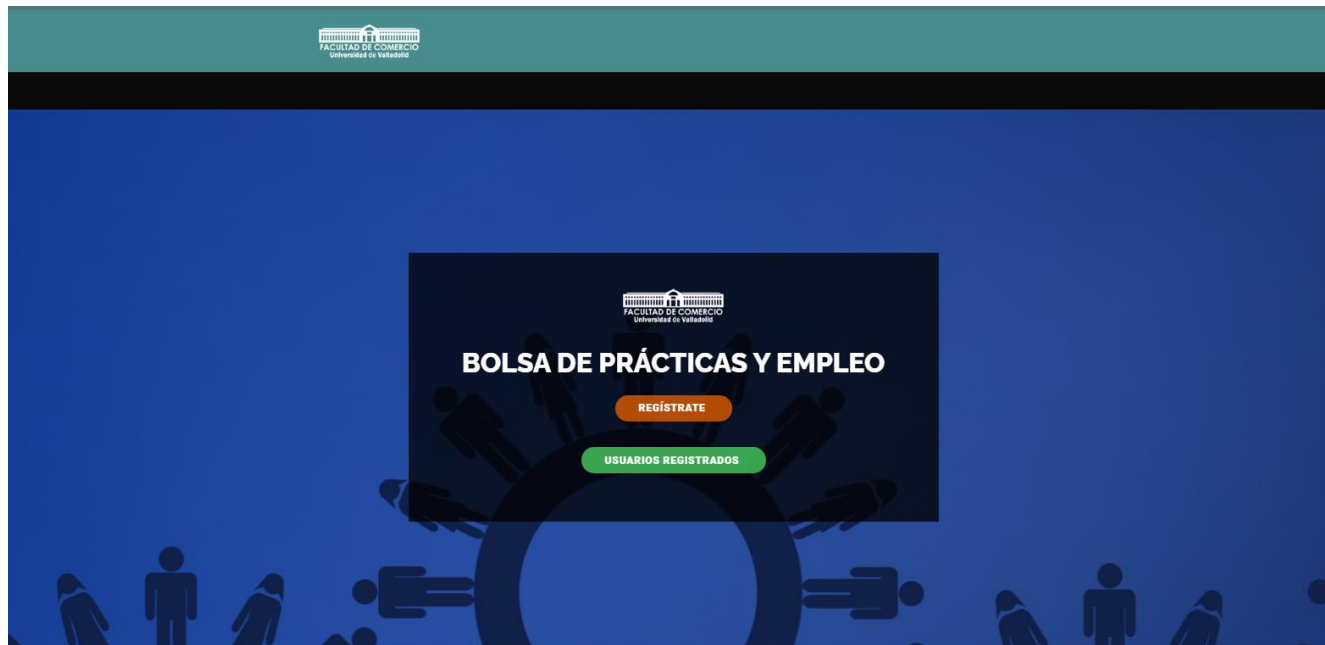 FACULTAD DE COMERCIO
Universidad de Valladolid
FACULTAD DE COMERCIO
Universidad de Valladolid
BOLSA DE PRÁCTICAS Y EMPLEO
REGÍSTRATE
USUARIOS REGISTRADOS